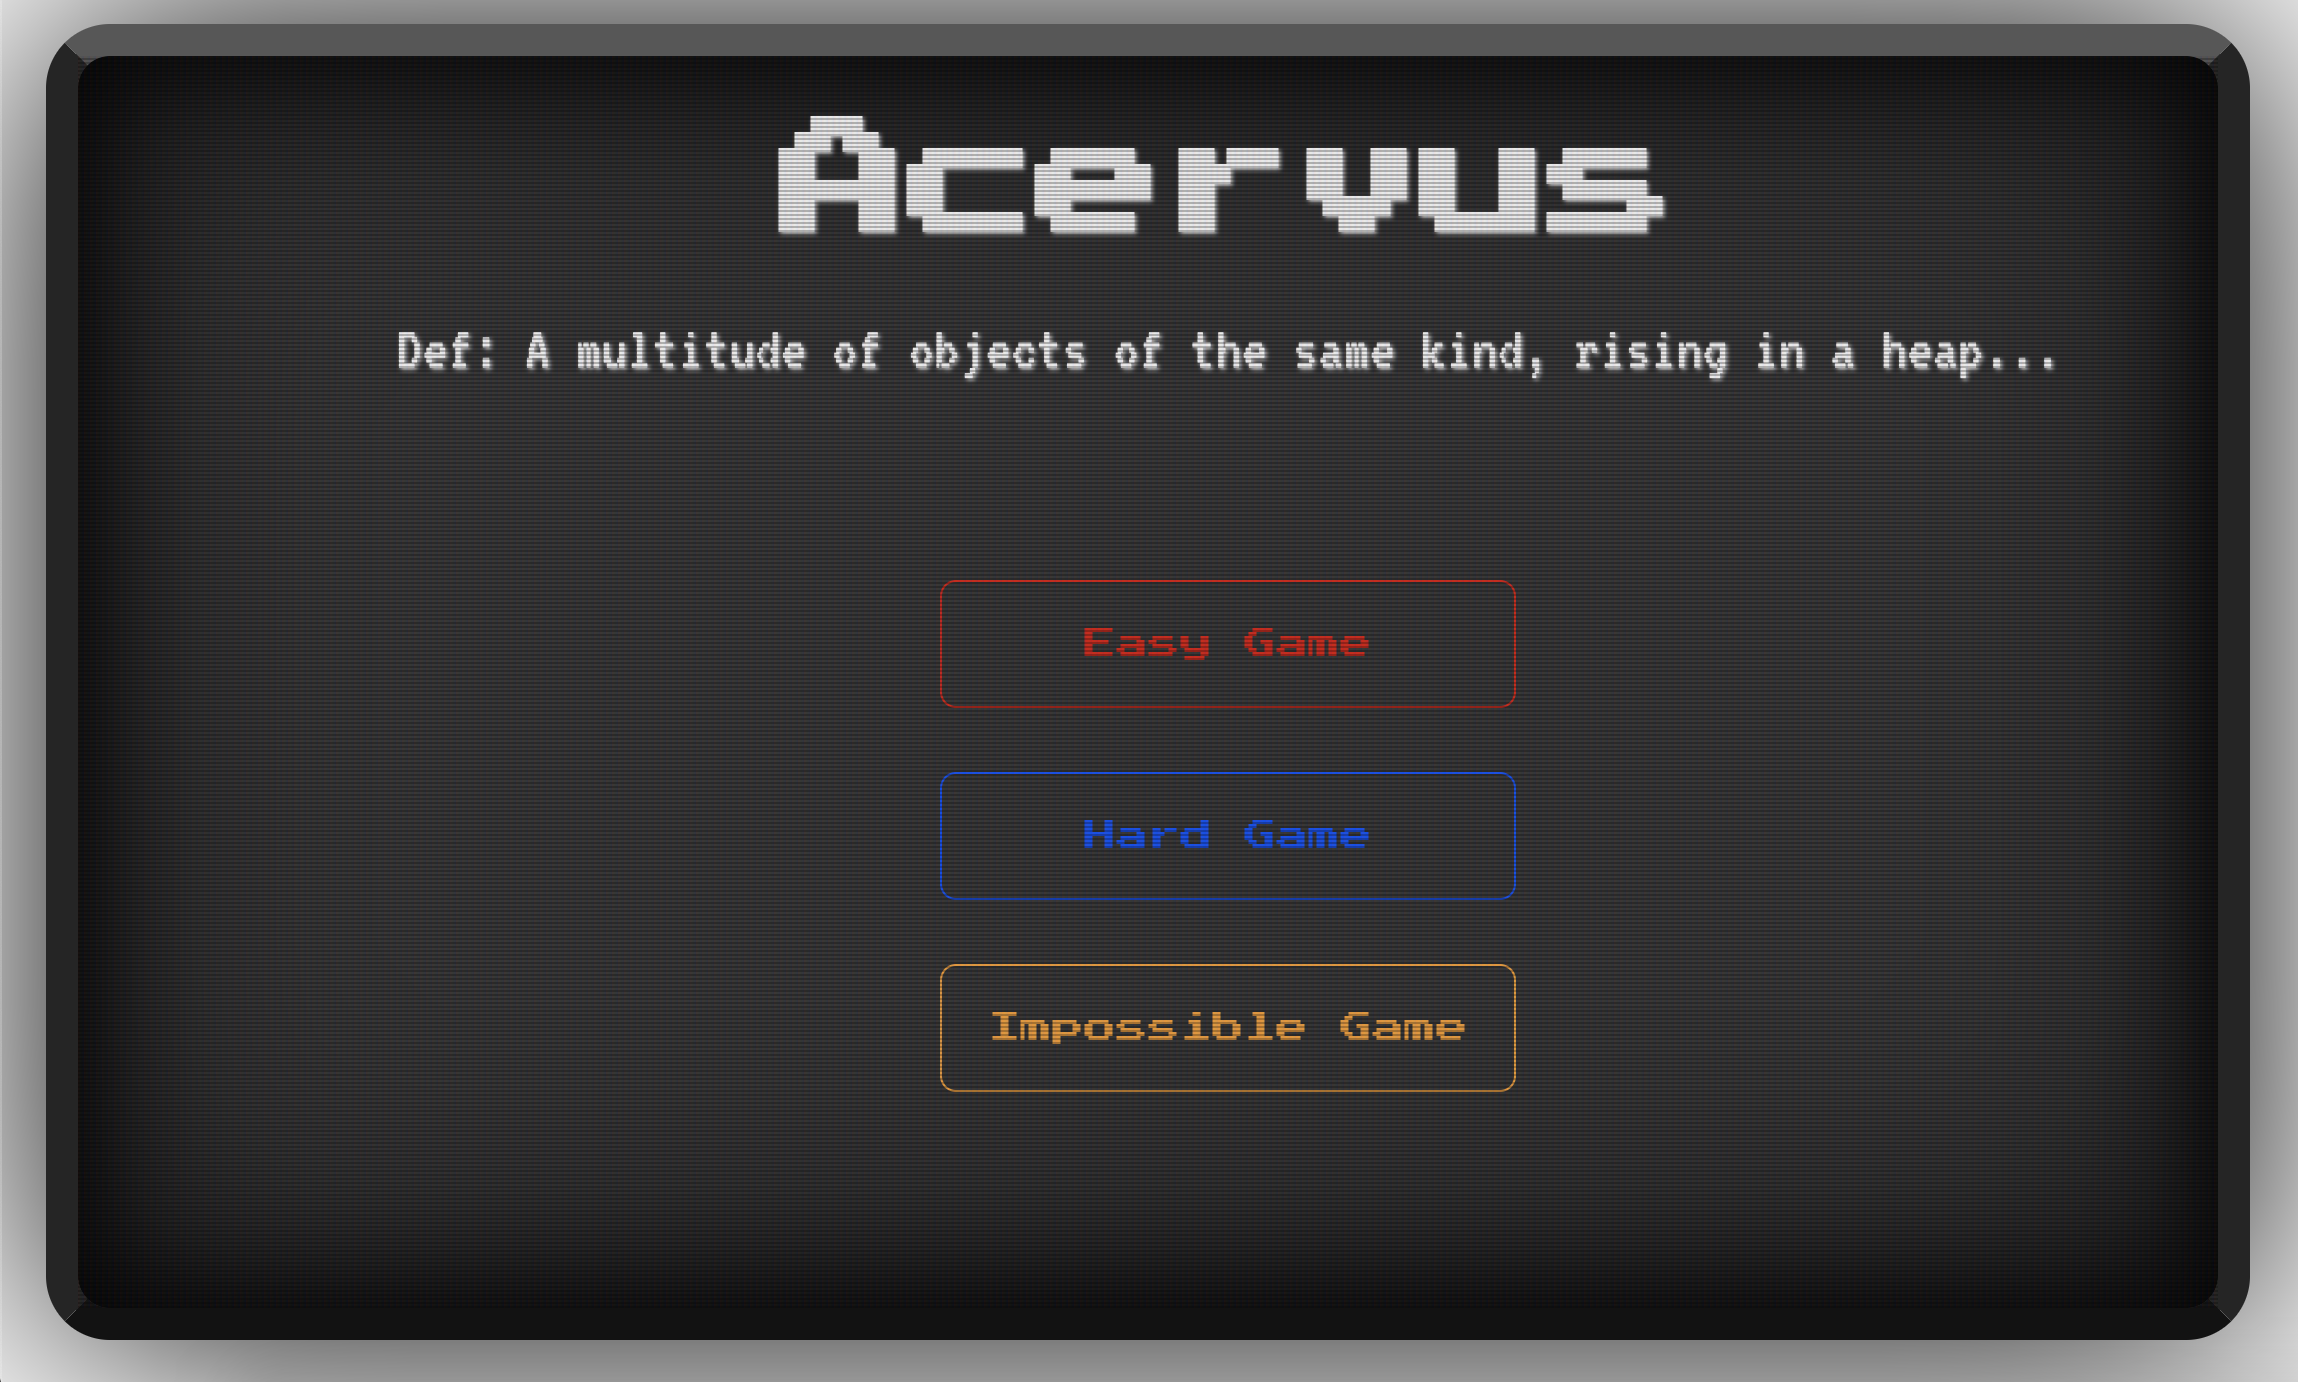 Acervus
Def: A multitude of objects of the same kind, rising in a heap...
Easy Game
Hard Game
Impossible Game